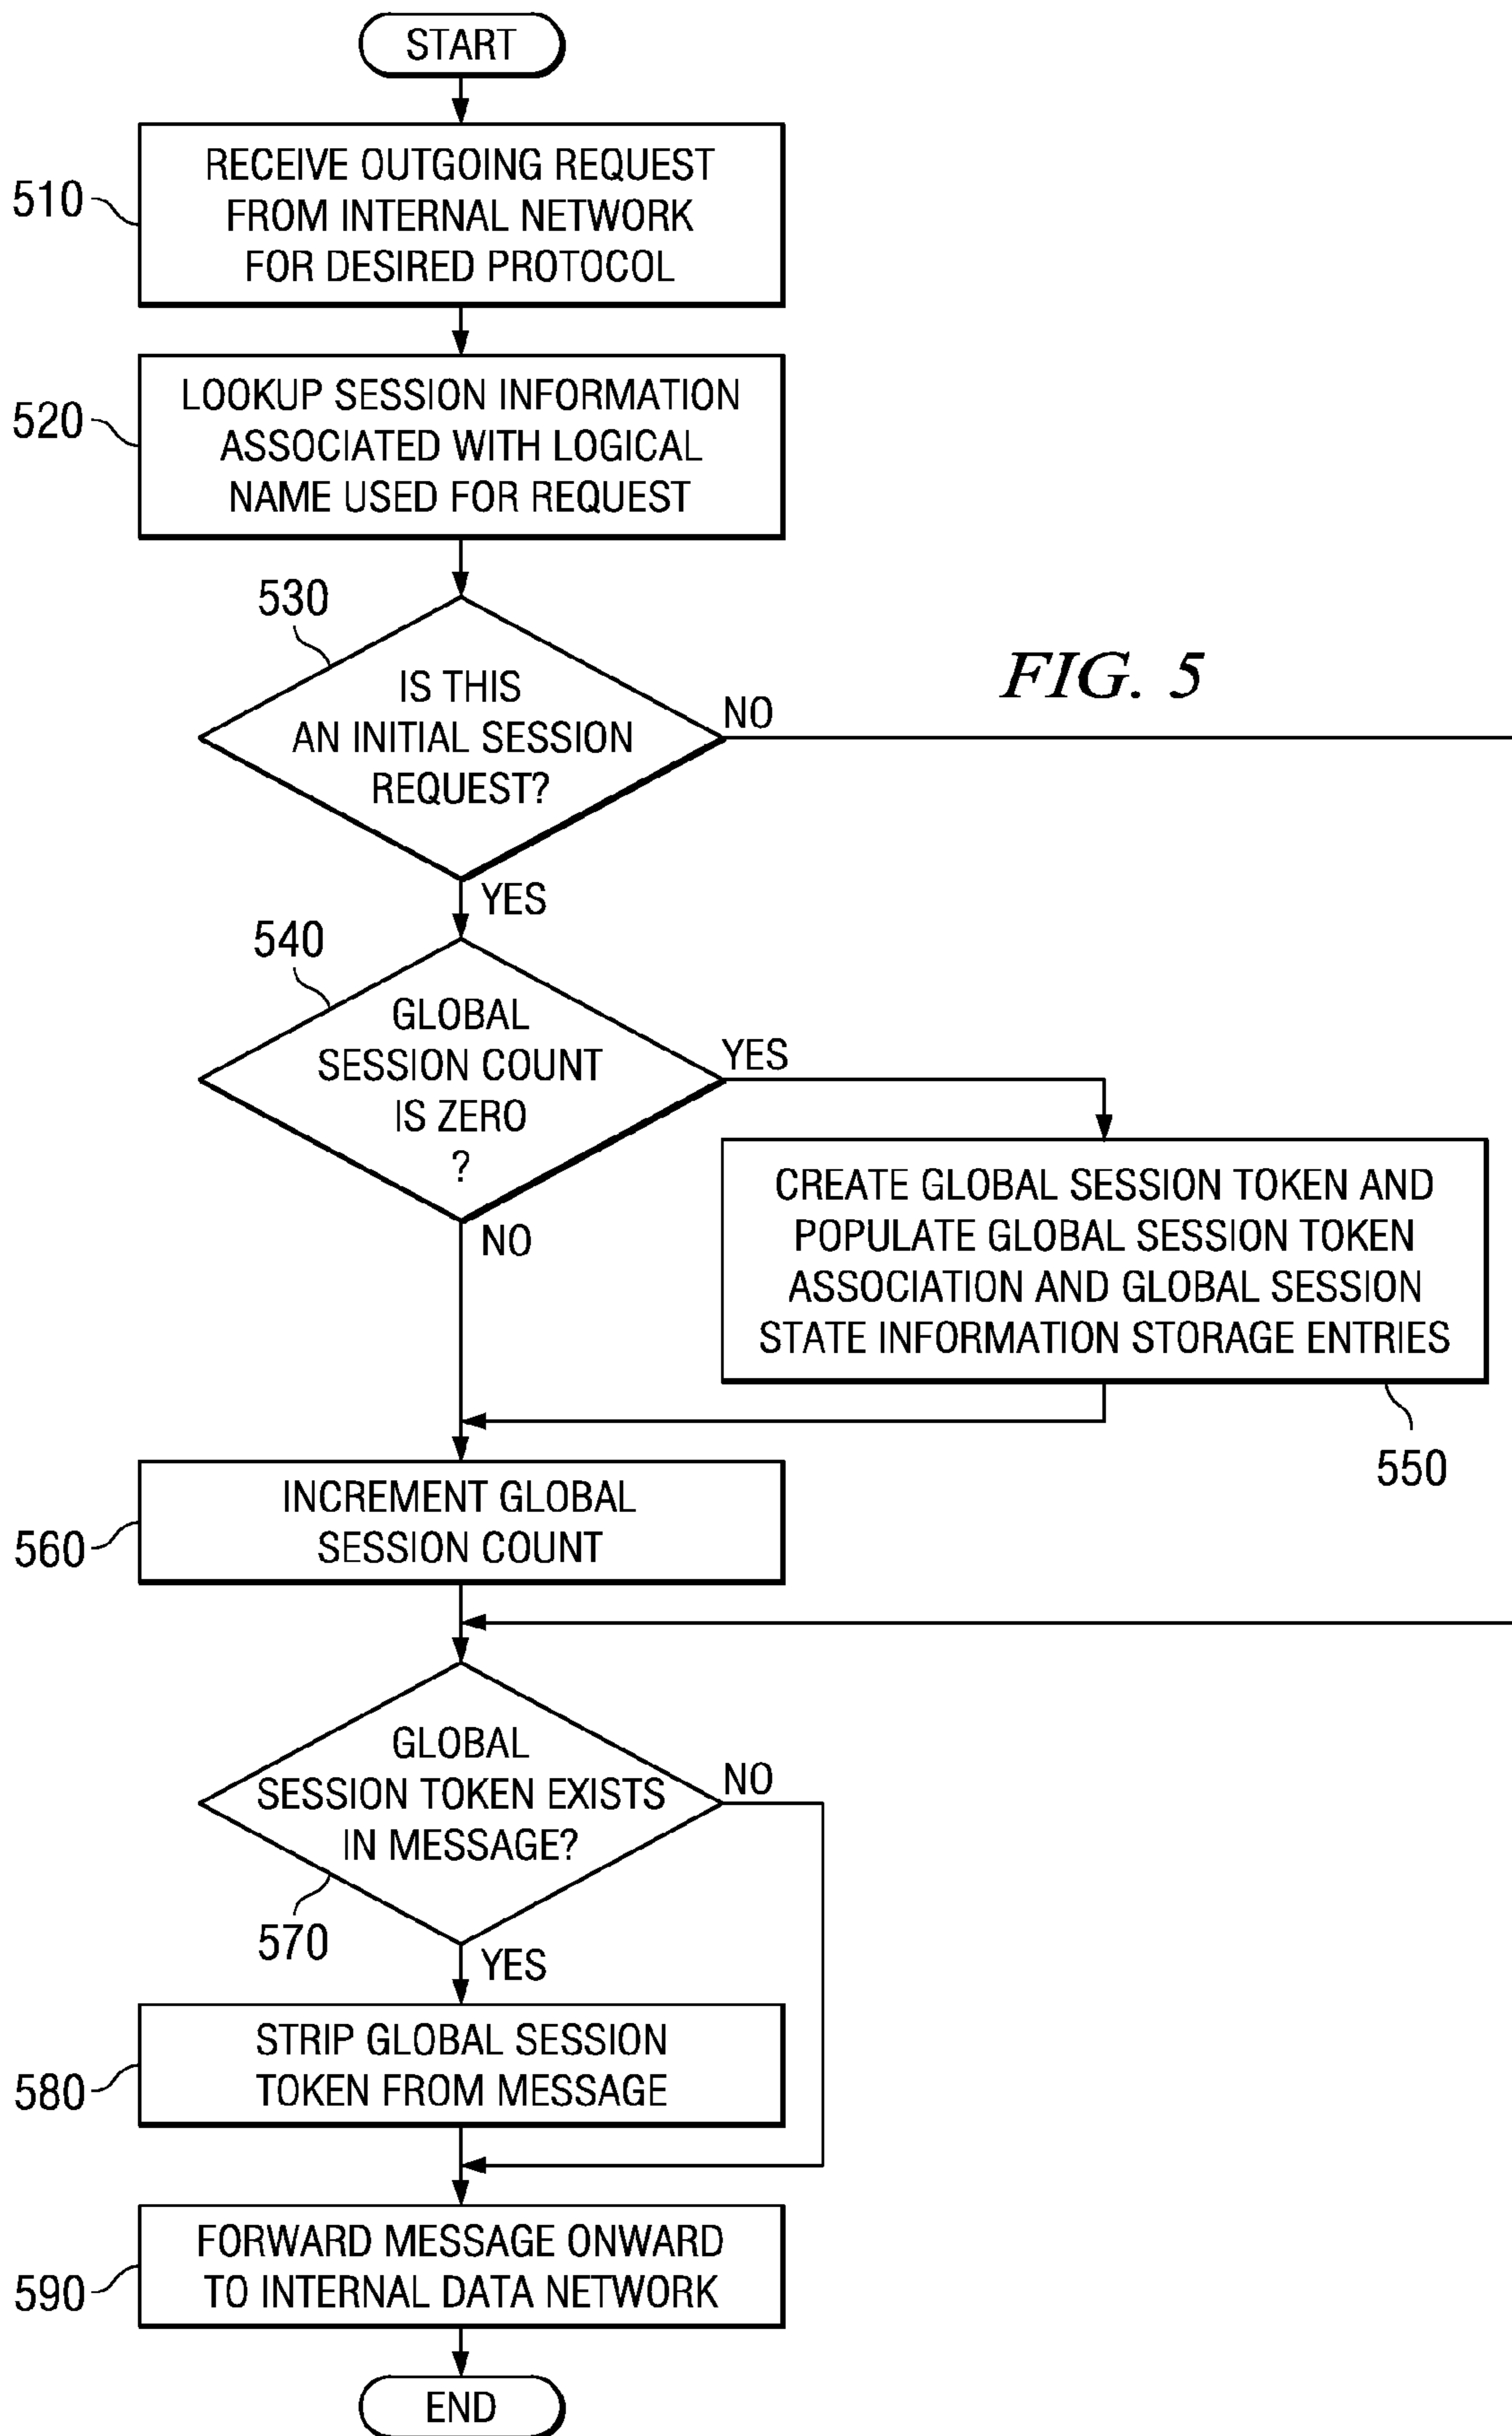 START
510
RECEIVE OUTGOING REQUEST
FROM INTERNAL NETWORK
FOR DESIRED PROTOCOL
520
LOOKUP SESSION INFORMATION
ASSOCIATED WITH LOGICAL
NAME USED FOR REQUEST
530
IS THIS
AN INITIAL SESSION
REQUEST?
NO
FIG. 5
YES
540
GLOBAL
SESSION COUNT
IS ZERO
?
YES
NO
CREATE GLOBAL SESSION TOKEN AND
POPULATE GLOBAL SESSION TOKEN
ASSOCIATION AND GLOBAL SESSION
STATE INFORMATION STORAGE ENTRIES
550
560
INCREMENT GLOBAL
SESSION COUNT
GLOBAL
SESSION TOKEN EXISTS
IN MESSAGE?
NO
570
YES
580
STRIP GLOBAL SESSION
TOKEN FROM MESSAGE
590
FORWARD MESSAGE ONWARD
TO INTERNAL DATA NETWORK
END